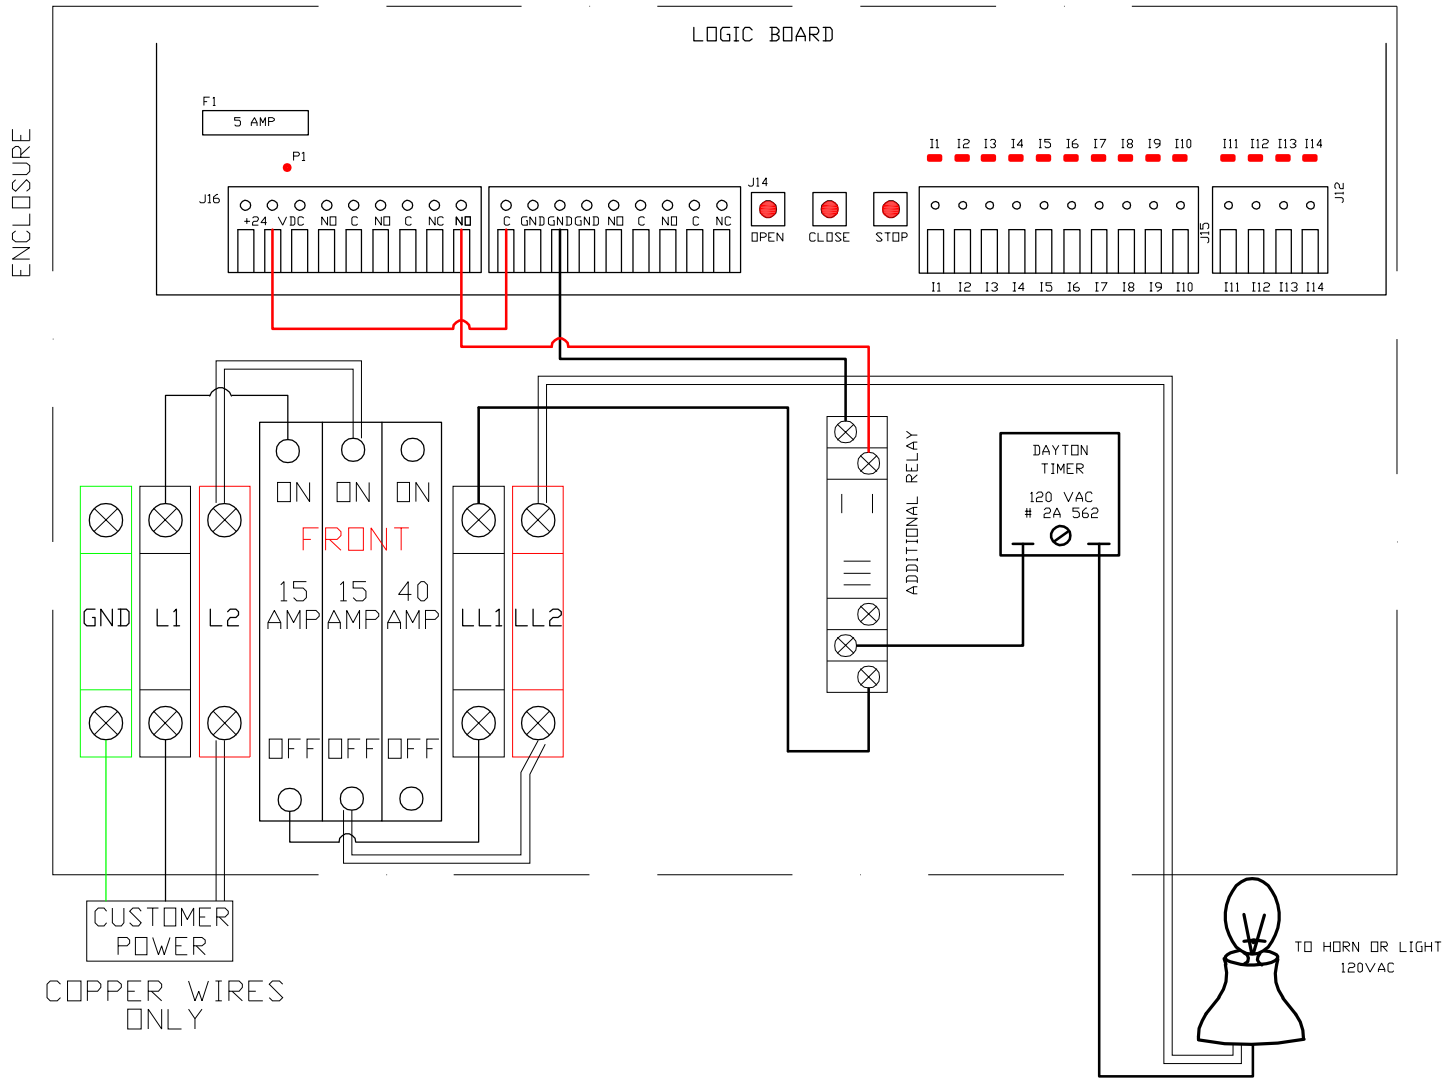 LOGIC BOARD
ENCLOSURE
F1
5 AMP
P1
J16
+24 VDC NO C NO C NC NO
C GND GND GND NO C NO C NC
J14
OPEN CLOSE STOP
I1 I2 I3 I4 I5 I6 I7 I8 I9 I10
I11 I12 I13 I14
J15
J12
I1 I2 I3 I4 I5 I6 I7 I8 I9 I10
I11 I12 I13 I14
ON ON ON
FRONT
15 AMP
15 AMP
40 AMP
GND L1 L2
LL1 LL2
OFF OFF OFF
ADDITIONAL RELAY
DAYTON
TIMER
120 VAC
# 2A 562
CUSTOMER
POWER
COPPER WIRES
ONLY
TO HORN OR LIGHT
120VAC